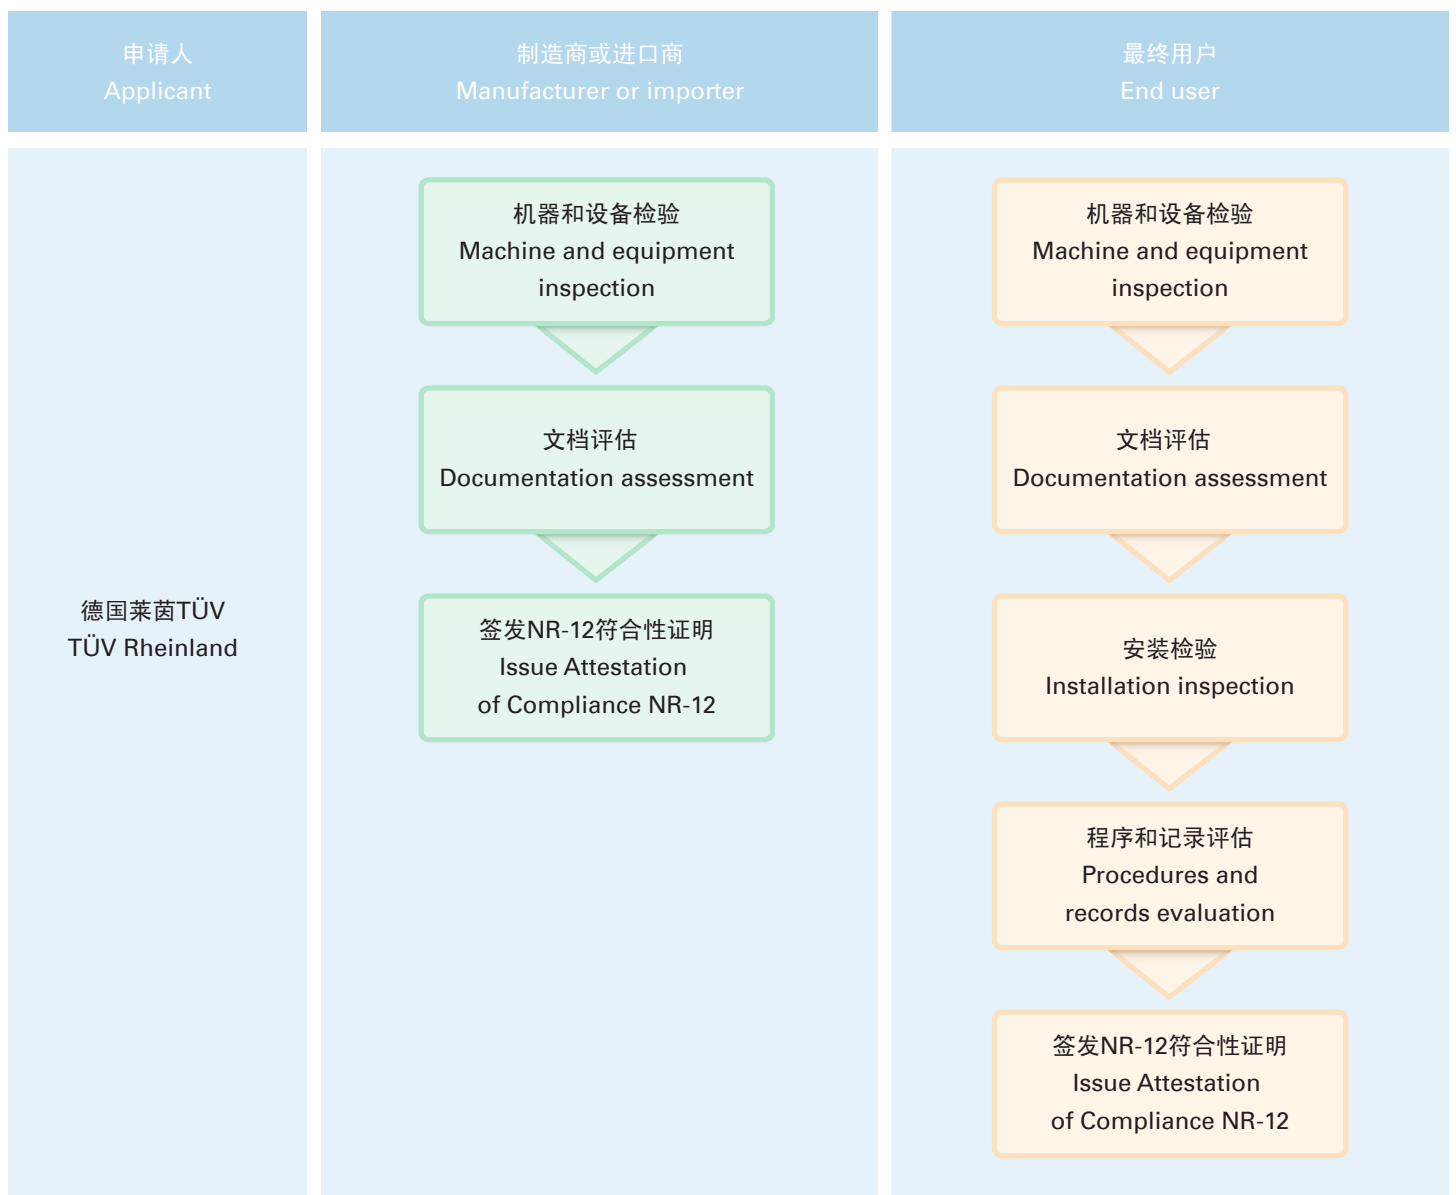 申请人
Applicant
制造商或进口商
Manufacturer or importer
最终用户
End user
德国莱茵TÜV
TÜV Rheinland
机器和设备检验
Machine and equipment
inspection
文档评估
Documentation assessment
签发NR-12符合性证明
Issue Attestation
of Compliance NR-12
机器和设备检验
Machine and equipment
inspection
文档评估
Documentation assessment
安装检验
Installation inspection
程序和记录评估
Procedures and
records evaluation
签发NR-12符合性证明
Issue Attestation
of Compliance NR-12